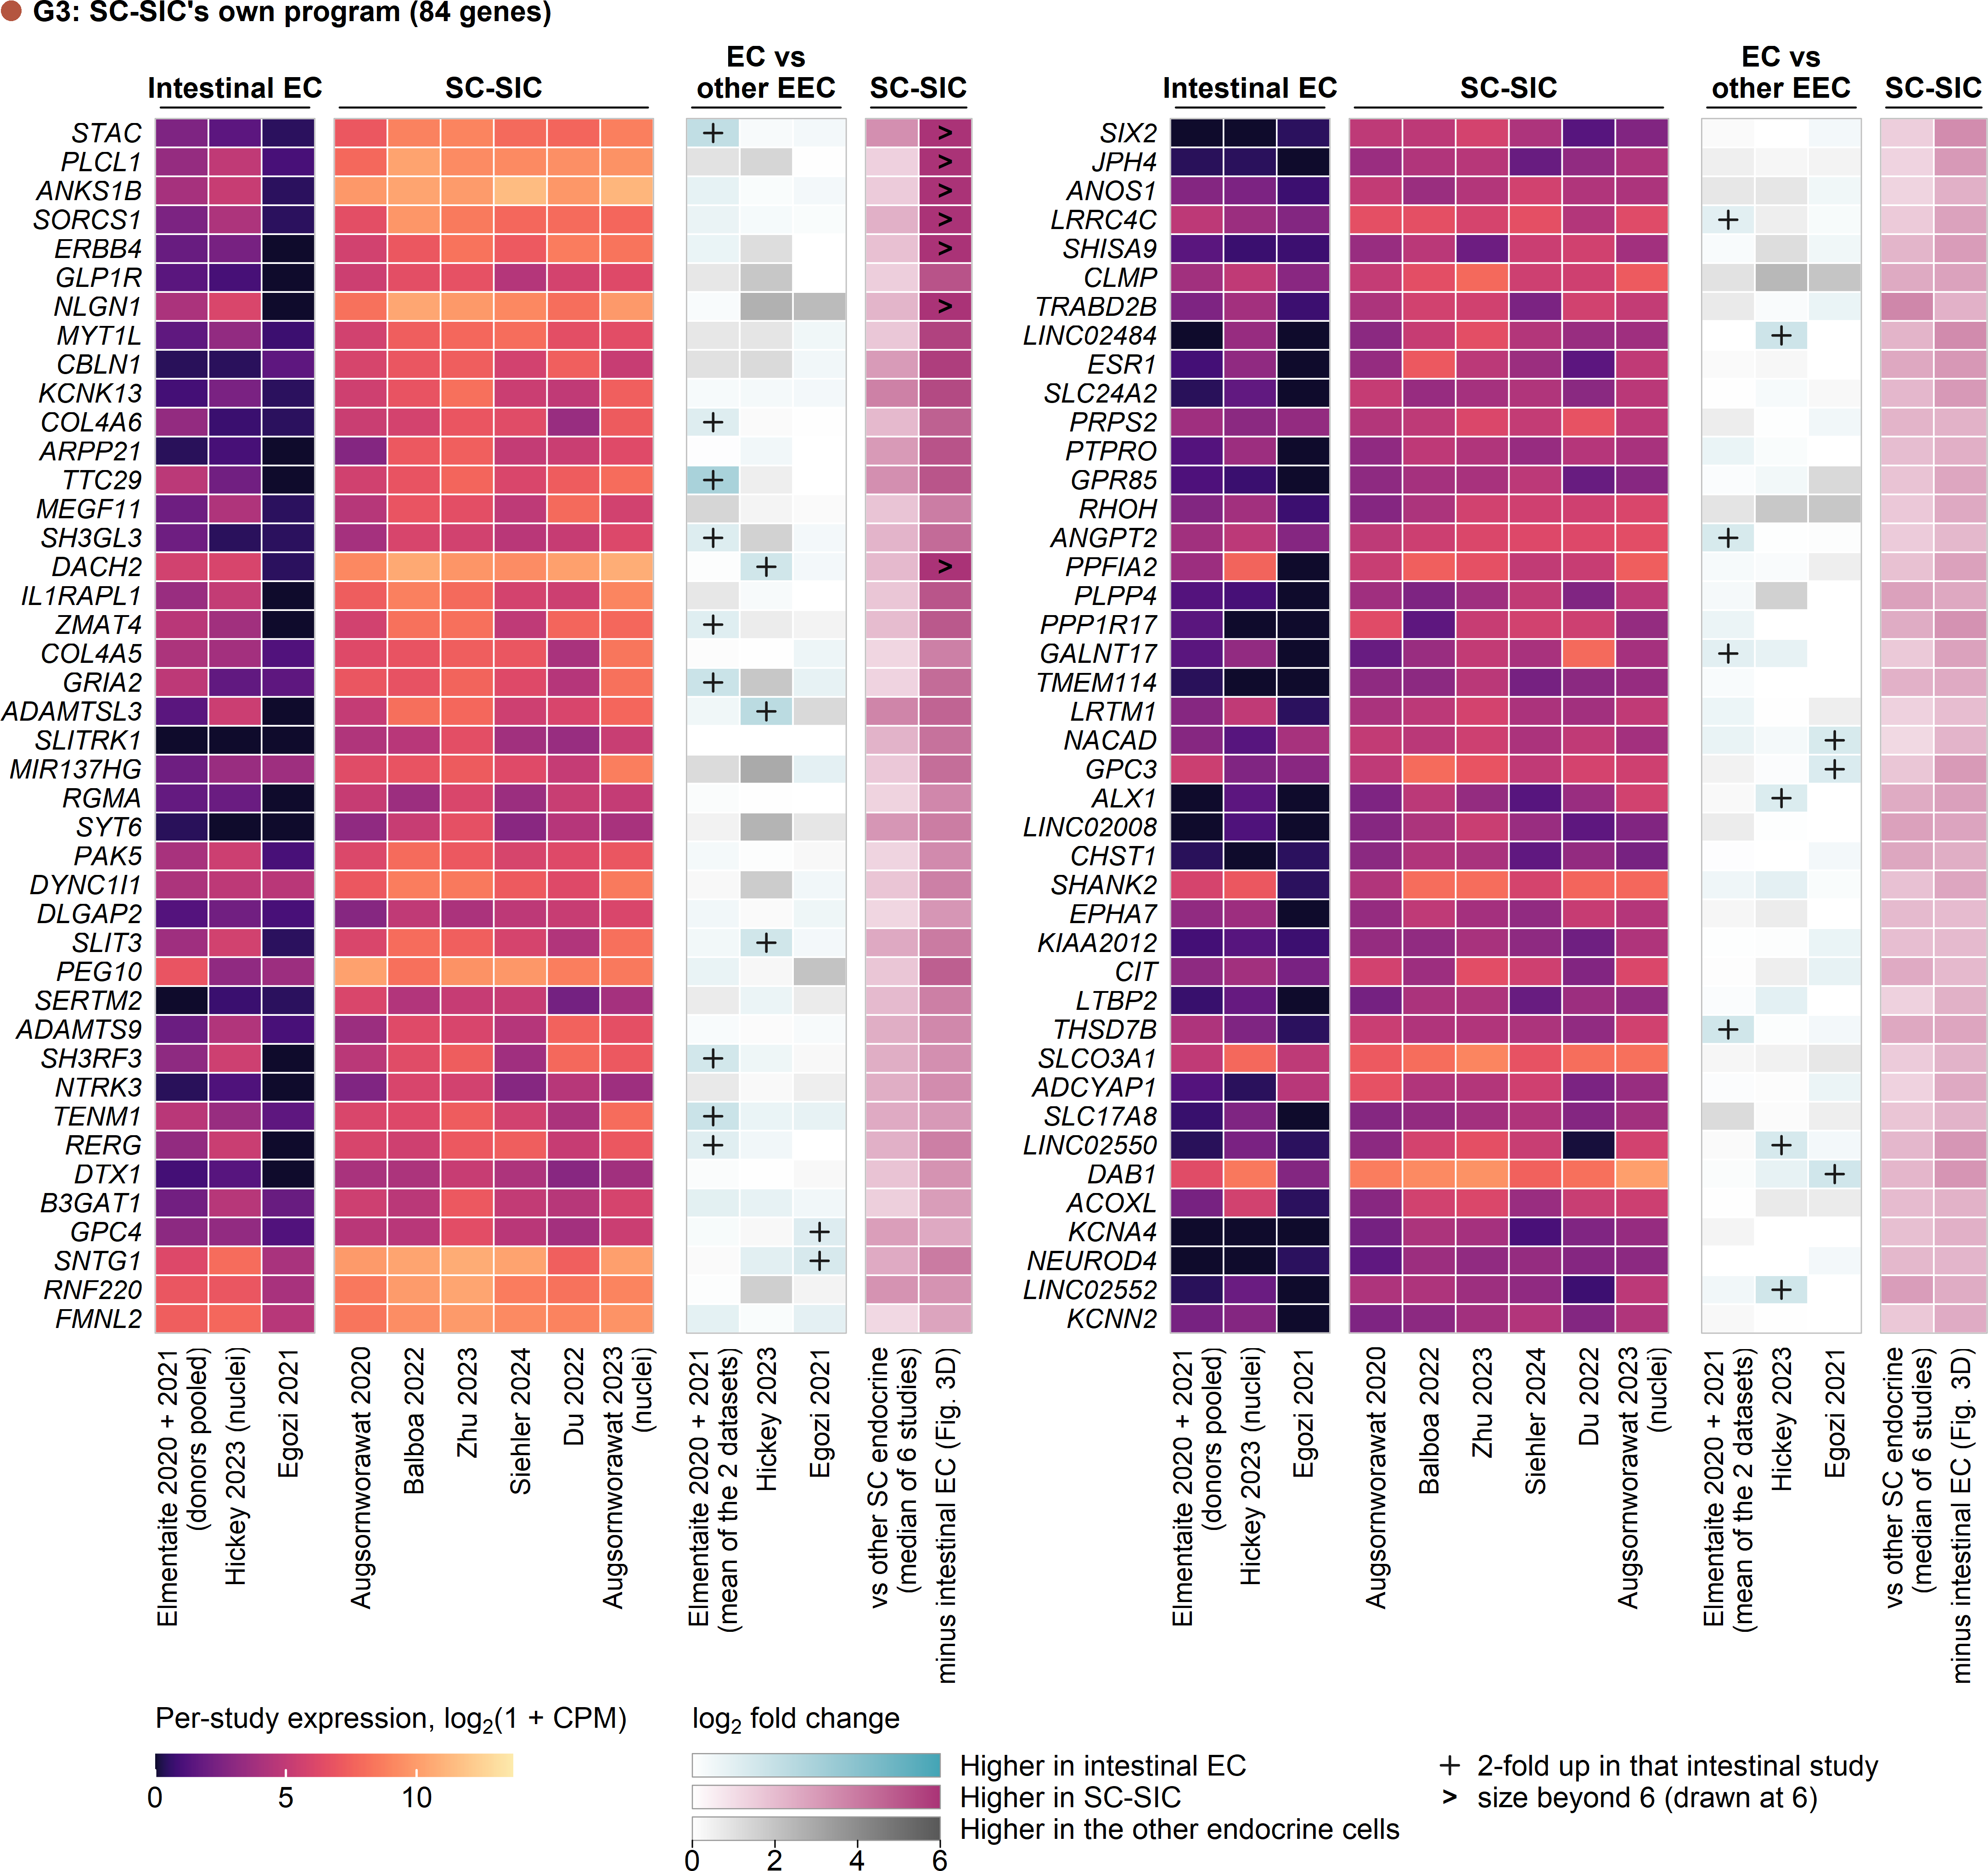 G3: SC-SIC's own program (84 genes)
Intestinal EC
SC-SIC
EC vs
other EEC
SC-SIC
STAC
PLCL1
ANKS1B
SORCS1
ERBB4
GLP1R
NLGN1
MYT1L
CBLN1
KCNK13
COL4A6
ARPP21
TTC29
MEGF11
SH3GL3
DACH2
IL1RAPL1
ZMAT4
COL4A5
GRIA2
ADAMTSL3
SLITRK1
MIR137HG
RGMA
SYT6
PAK5
DYNC1I1
DLGAP2
SLIT3
PEG10
SERTM2
ADAMTS9
SH3RF3
NTRK3
TENM1
RERG
DTX1
B3GAT1
GPC4
SNTG1
RNF220
FMNL2
Elmentaite 2020 + 2021
(donors pooled)
Hickey 2023 (nuclei)
Egozi 2021
Augsornworawat 2020
Balboa 2022
Zhu 2023
Siehler 2024
Du 2022
Augsornworawat 2023
(nuclei)
Elmentaite 2020 + 2021
(mean of the 2 datasets)
Hickey 2023
Egozi 2021
vs other SC endocrine
(median of 6 studies)
minus intestinal EC (Fig. 3D)
Intestinal EC
SC-SIC
EC vs
other EEC
SC-SIC
SIX2
JPH4
ANOS1
LRRC4C
SHISA9
CLMP
TRABD2B
LINC02484
ESR1
SLC24A2
PRPS2
PTPRO
GPR85
RHOH
ANGPT2
PPFIA2
PLPP4
PPP1R17
GALNT17
TMEM114
LRTM1
NACAD
GPC3
ALX1
LINC02008
CHST1
SHANK2
EPHA7
KIAA2012
CIT
LTBP2
THSD7B
SLCO3A1
ADCYAP1
SLC17A8
LINC02550
DAB1
ACOXL
KCNA4
NEUROD4
LINC02552
KCNN2
Elmentaite 2020 + 2021
(donors pooled)
Hickey 2023 (nuclei)
Egozi 2021
Augsornworawat 2020
Balboa 2022
Zhu 2023
Siehler 2024
Du 2022
Augsornworawat 2023
(nuclei)
Elmentaite 2020 + 2021
(mean of the 2 datasets)
Hickey 2023
Egozi 2021
vs other SC endocrine
(median of 6 studies)
minus intestinal EC (Fig. 3D)
Per-study expression, log2(1 + CPM)
0 5 10
log2 fold change
Higher in intestinal EC
Higher in SC-SIC
Higher in the other endocrine cells
0 2 4 6
+ 2-fold up in that intestinal study
> size beyond 6 (drawn at 6)